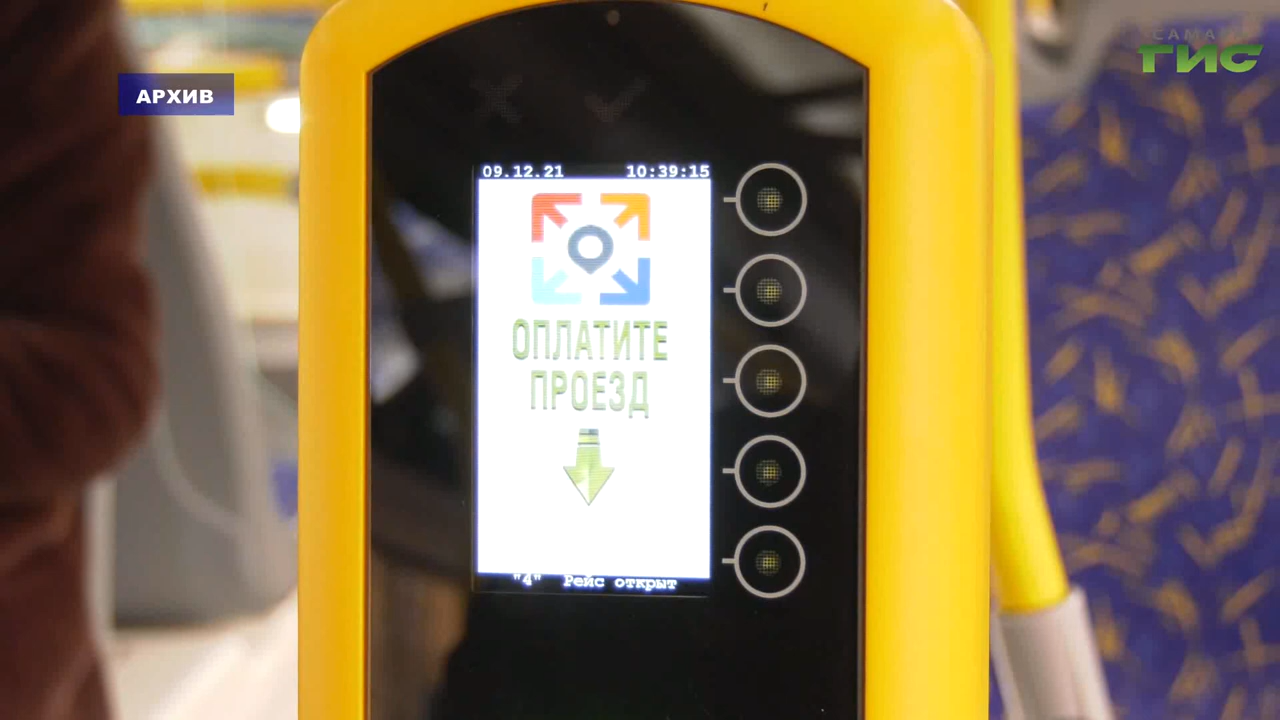 САМАРА
ГИС
АРХИВ
09.12.21 10:39:15
ОПЛАТИТЕ
ПРОЕЗД
"4" Рейс открыт